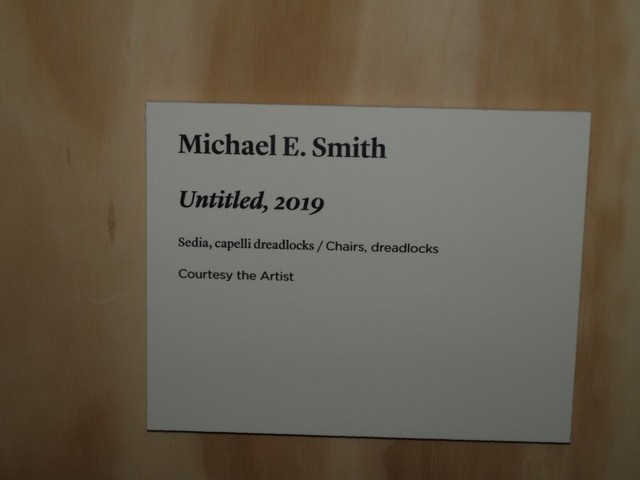 Michael E. Smith
Untitled, 2019
Sedia, capelli dreadlocks / Chairs, dreadlocks
Courtesy the Artist